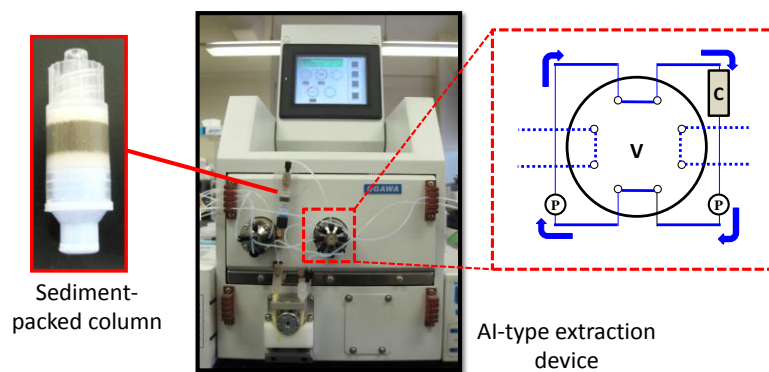 C
V
P
P
OGAWA
Sediment-
packed column
AI-type extraction
device